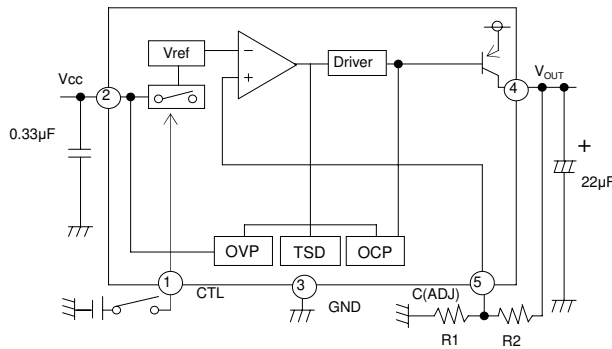 Vref
−
+
Driver
Vcc
2
4
VOUT
0.33µF
+
22µF
OVP
TSD
OCP
1
CTL
3
GND
C(ADJ)
5
R1
R2